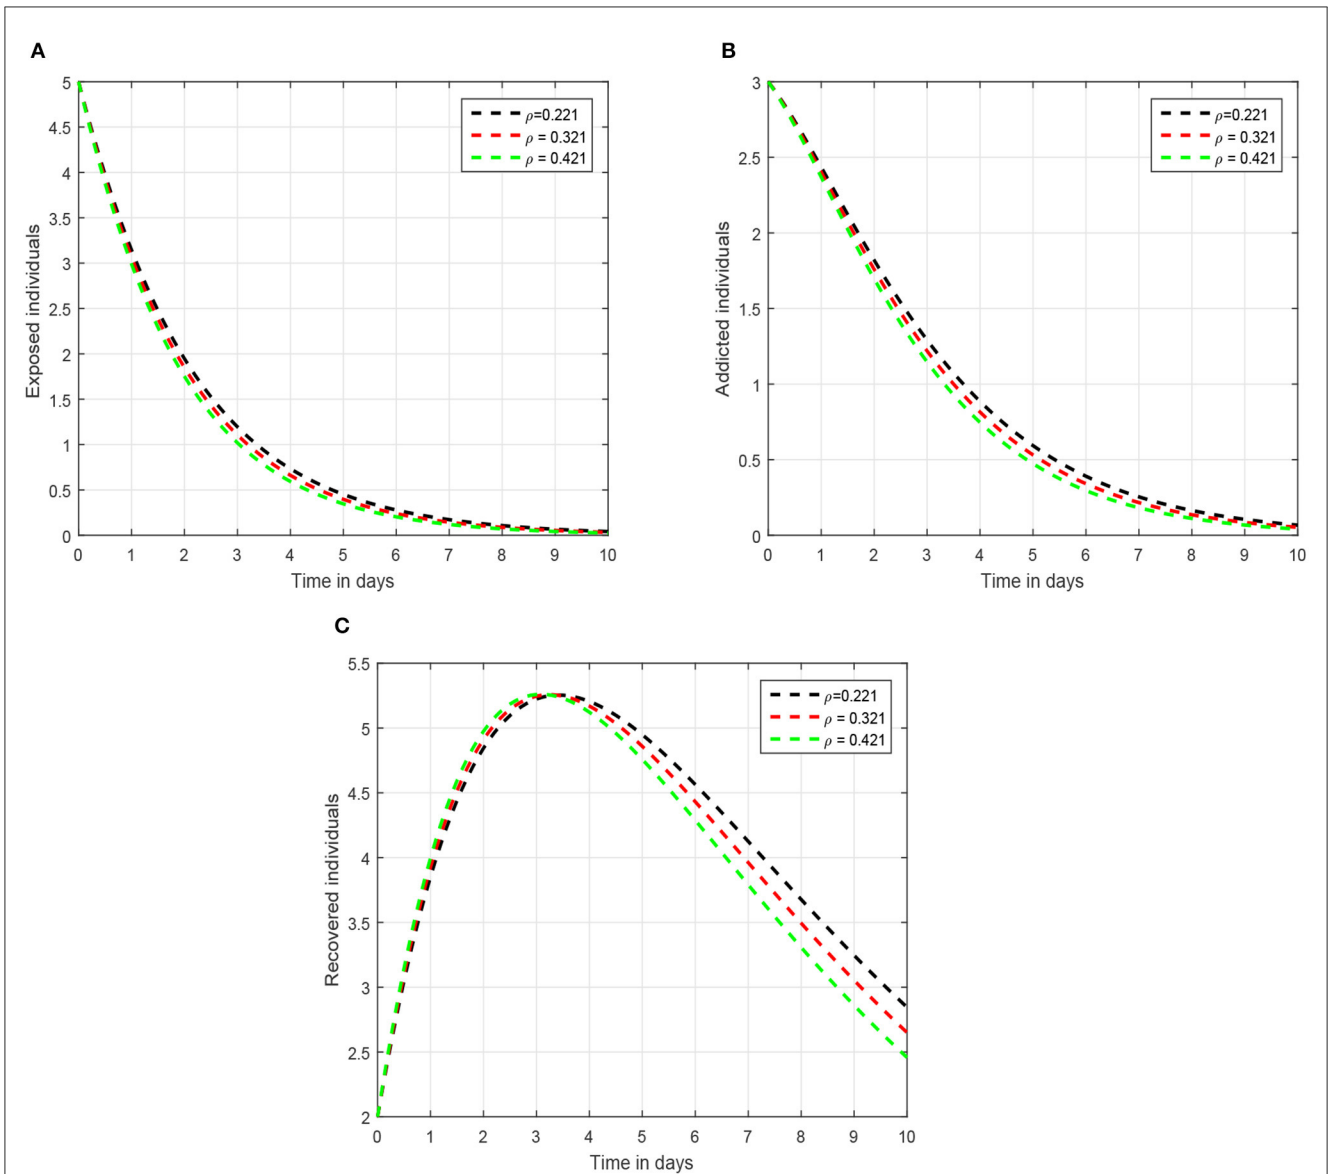 A
5
4.5
4
3.5
3
2.5
2
1.5
1
0.5
0
Exposed individuals
ρ=0.221
ρ = 0.321
ρ = 0.421
0 1 2 3 4 5 6 7 8 9 10
Time in days
B
3
2.5
2
1.5
1
0.5
0
Addicted individuals
ρ=0.221
ρ = 0.321
ρ = 0.421
0 1 2 3 4 5 6 7 8 9 10
Time in days
C
5.5
5
4.5
4
3.5
3
2.5
2
Recovered individuals
ρ=0.221
ρ = 0.321
ρ = 0.421
0 1 2 3 4 5 6 7 8 9 10
Time in days